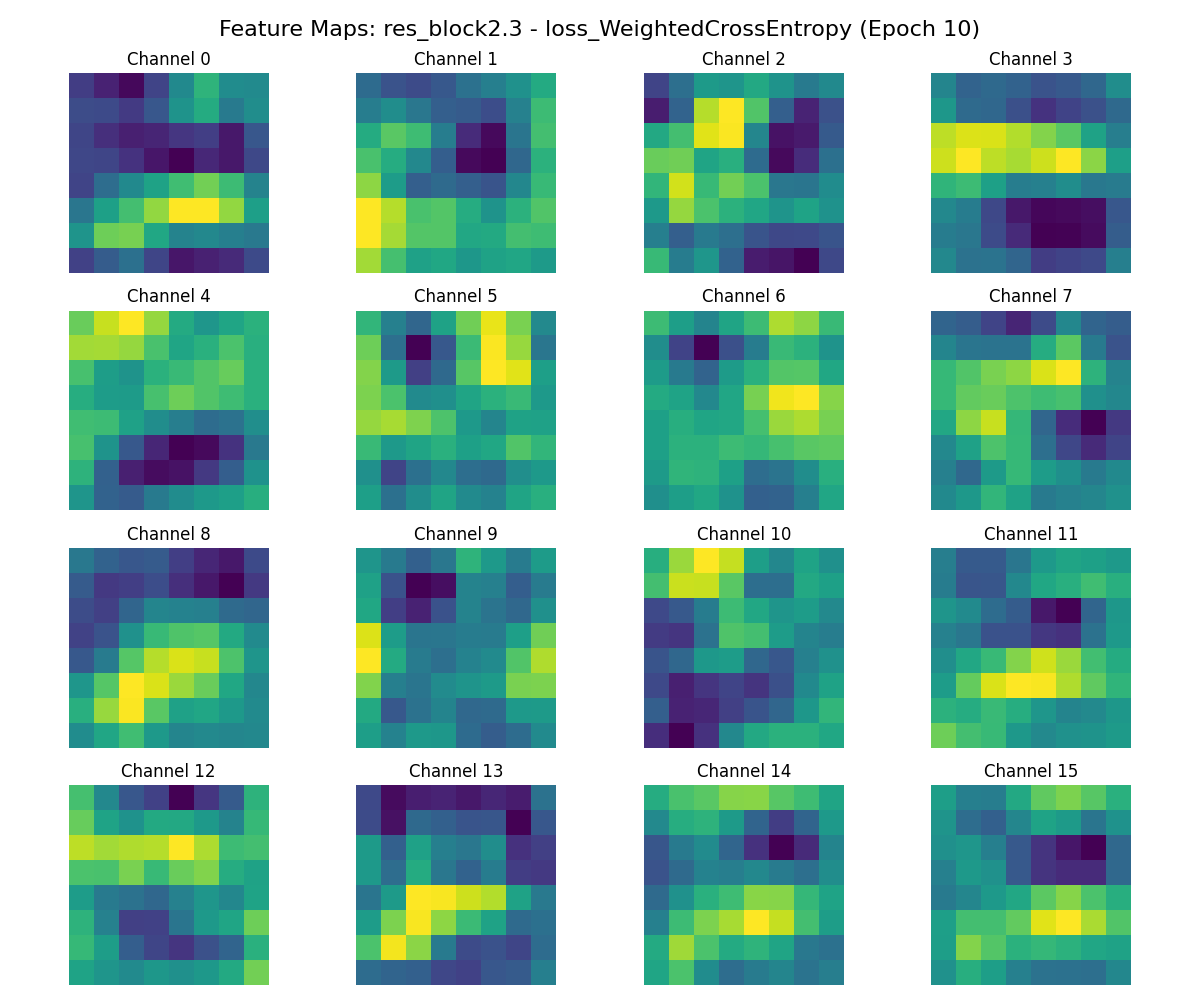 Feature Maps: res_block2.3 - loss_WeightedCrossEntropy (Epoch 10)
Channel 0 Channel 1 Channel 2 Channel 3
Channel 4 Channel 5 Channel 6 Channel 7
Channel 8 Channel 9 Channel 10 Channel 11
Channel 12 Channel 13 Channel 14 Channel 15